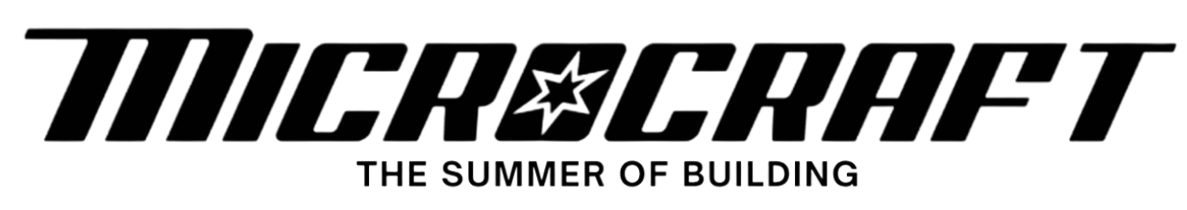 MICROCRAFT
THE SUMMER OF BUILDING